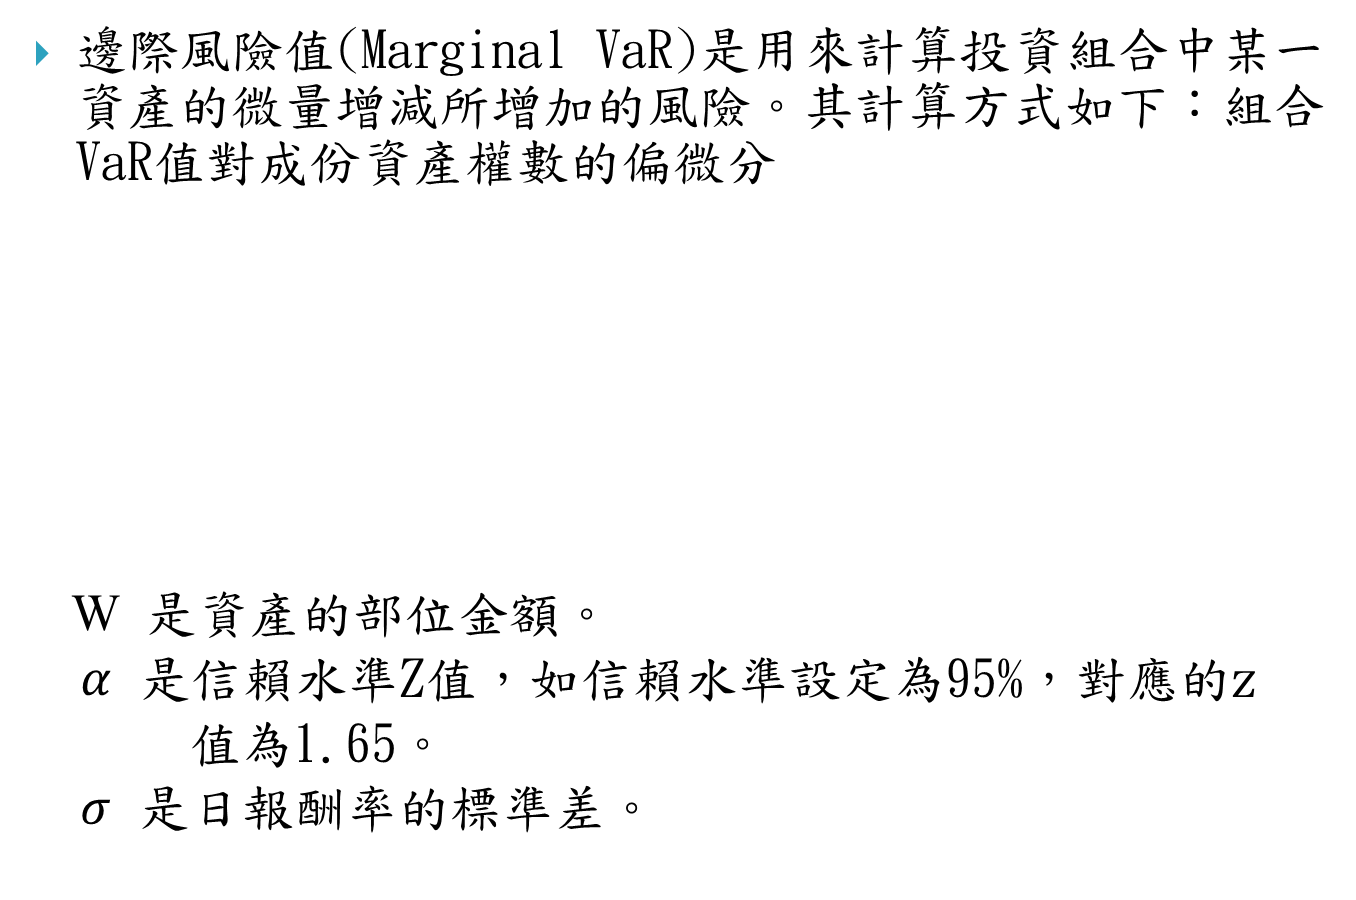 邊際風險值(Marginal VaR)是用來計算投資組合中某一
資產的微量增減所增加的風險。其計算方式如下：組合
VaR值對成份資產權數的偏微分
W 是資產的部位金額。
α 是信賴水準Z值，如信賴水準設定為95%，對應的z
值為1.65。
σ 是日報酬率的標準差。